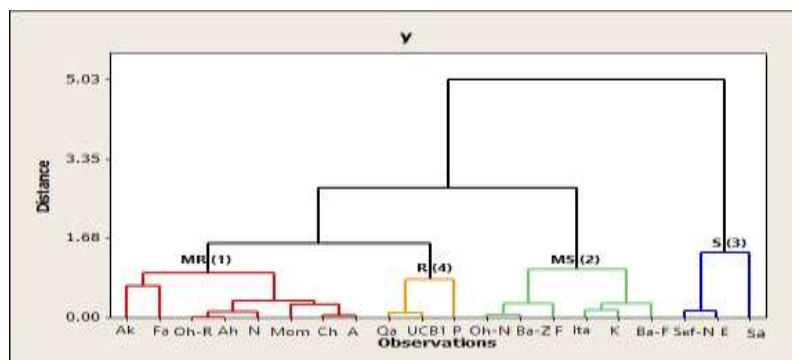 y
5.03
3.35
1.68
0.00
Distance
MR (1)
R (4)
MS (2)
S (3)
Ak Fa Oh-R Ah N Mom Ch A Qa UCB1 P Oh-N Ba-Z F Ita K Ba-F Sef-N E Sa
Observations